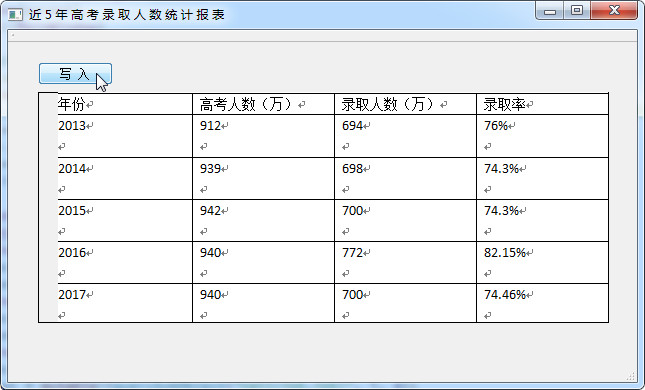 近5年高考录取人数统计报表
写入
年份 高考人数（万） 录取人数（万） 录取率
2013 912 694 76%
2014 939 698 74.3%
2015 942 700 74.3%
2016 940 772 82.15%
2017 940 700 74.46%